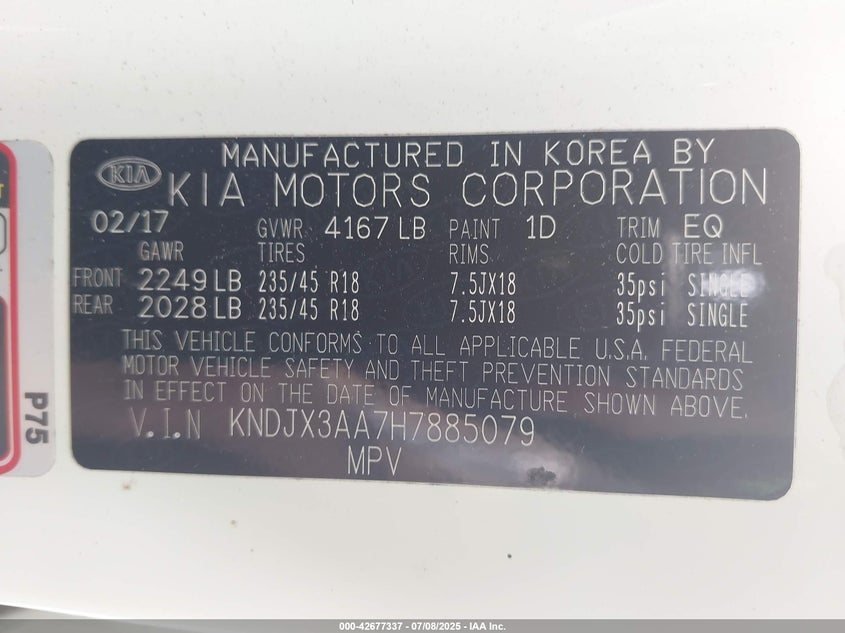 MANUFACTURED IN KOREA BY
KIA KIA MOTORS CORPORATION
02/17 GVWR 4167 LB PAINT 1D TRIM EQ
GAWR TIRES RIMS COLD TIRE INFL
FRONT 2249 LB 235/45 R18 7.5JX18 35psi SINGLE
REAR 2028 LB 235/45 R18 7.5JX18 35psi SINGLE
THIS VEHICLE CONFORMS TO ALL APPLICABLE U.S.A. FEDERAL
MOTOR VEHICLE SAFETY AND THEFT PREVENTION STANDARDS
IN EFFECT ON THE DATE OF MANUFACTURE SHOWN ABOVE.
V.I.N KNDJX3AA7H7885079
MPV
P75
000-42677337 / 07/08/2025 - IAA Inc.